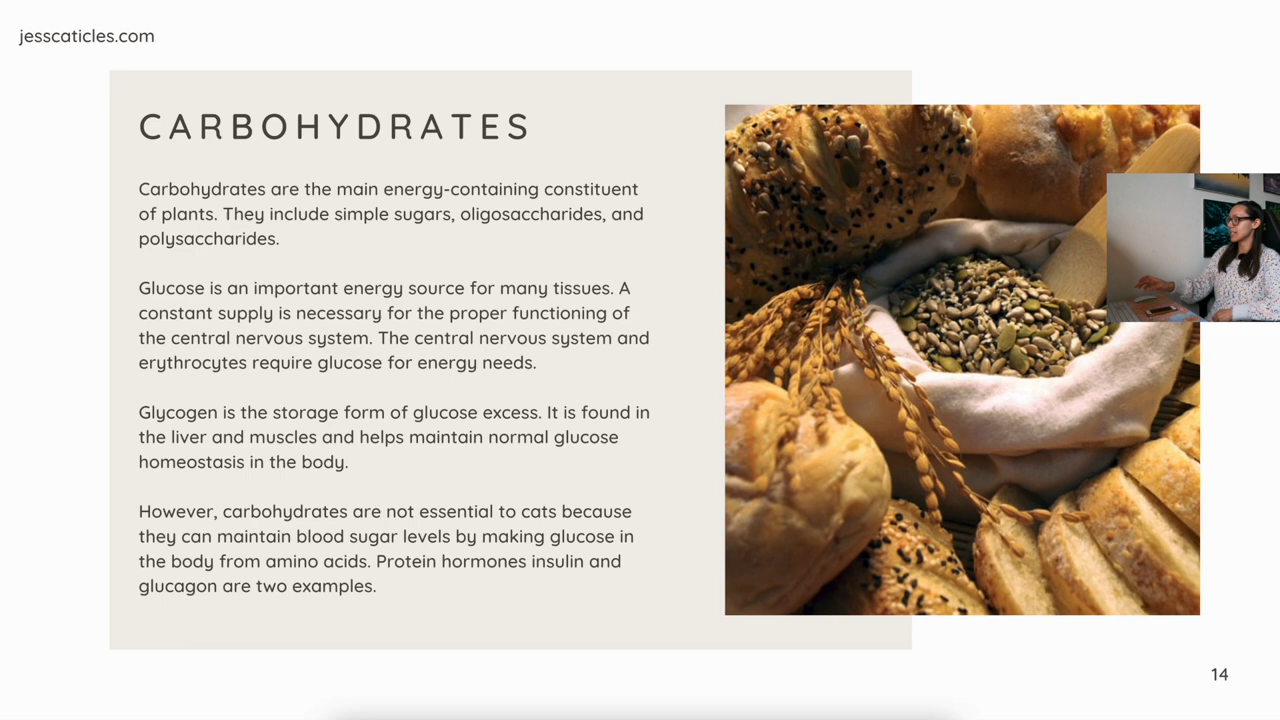 jesscaticles.com
CARBOHYDRATES
Carbohydrates are the main energy-containing constituent
of plants. They include simple sugars, oligosaccharides, and
polysaccharides.
Glucose is an important energy source for many tissues. A
constant supply is necessary for the proper functioning of
the central nervous system. The central nervous system and
erythrocytes require glucose for energy needs.
Glycogen is the storage form of glucose excess. It is found in
the liver and muscles and helps maintain normal glucose
homeostasis in the body.
However, carbohydrates are not essential to cats because
they can maintain blood sugar levels by making glucose in
the body from amino acids. Protein hormones insulin and
glucagon are two examples.
14